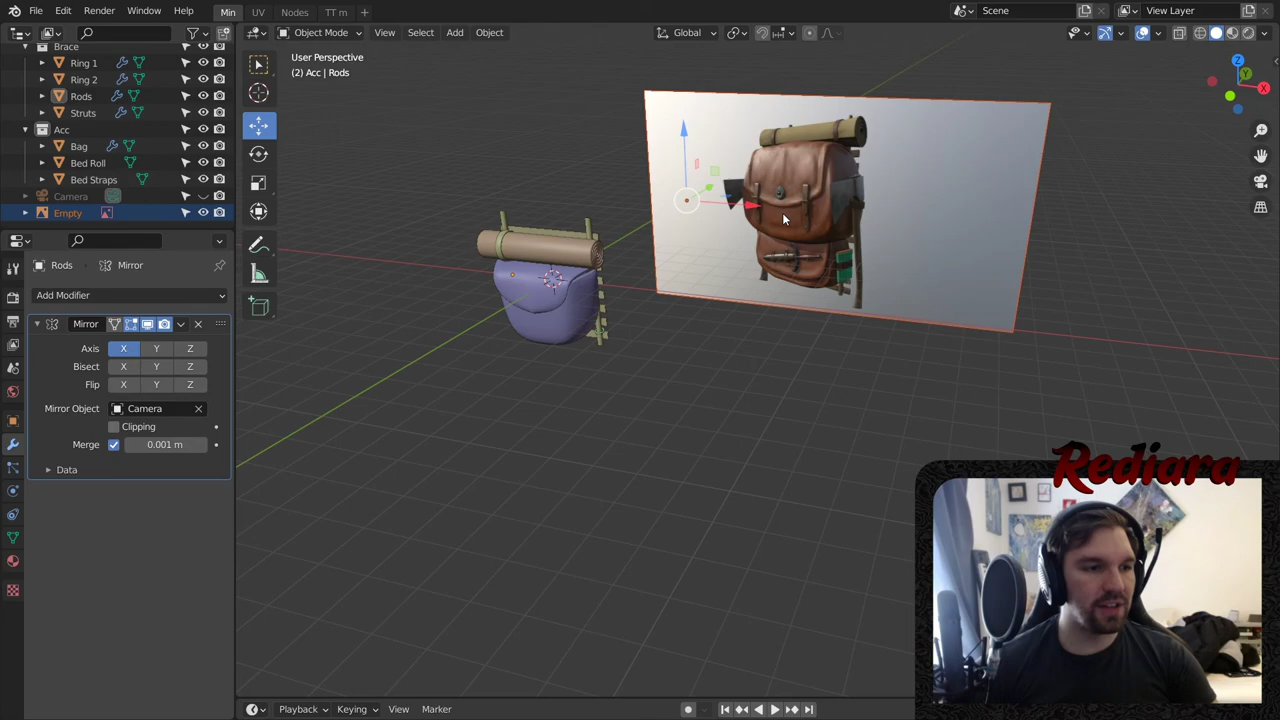 File Edit Render Window Help Min UV Nodes TT m + Scene View Layer
Object Mode View Select Add Object Global
User Perspective
(2) Acc | Rods
Brace
Ring 1
Ring 2
Rods
Struts
Acc
Bag
Bed Roll
Bed Straps
Camera
Empty
Rods Mirror
Add Modifier
Mirror
Axis X Y Z
Bisect X Y Z
Flip X Y Z
Mirror Object Camera
Clipping
Merge 0.001 m
Data
Z
Y
X
Rediara
Playback Keying View Marker